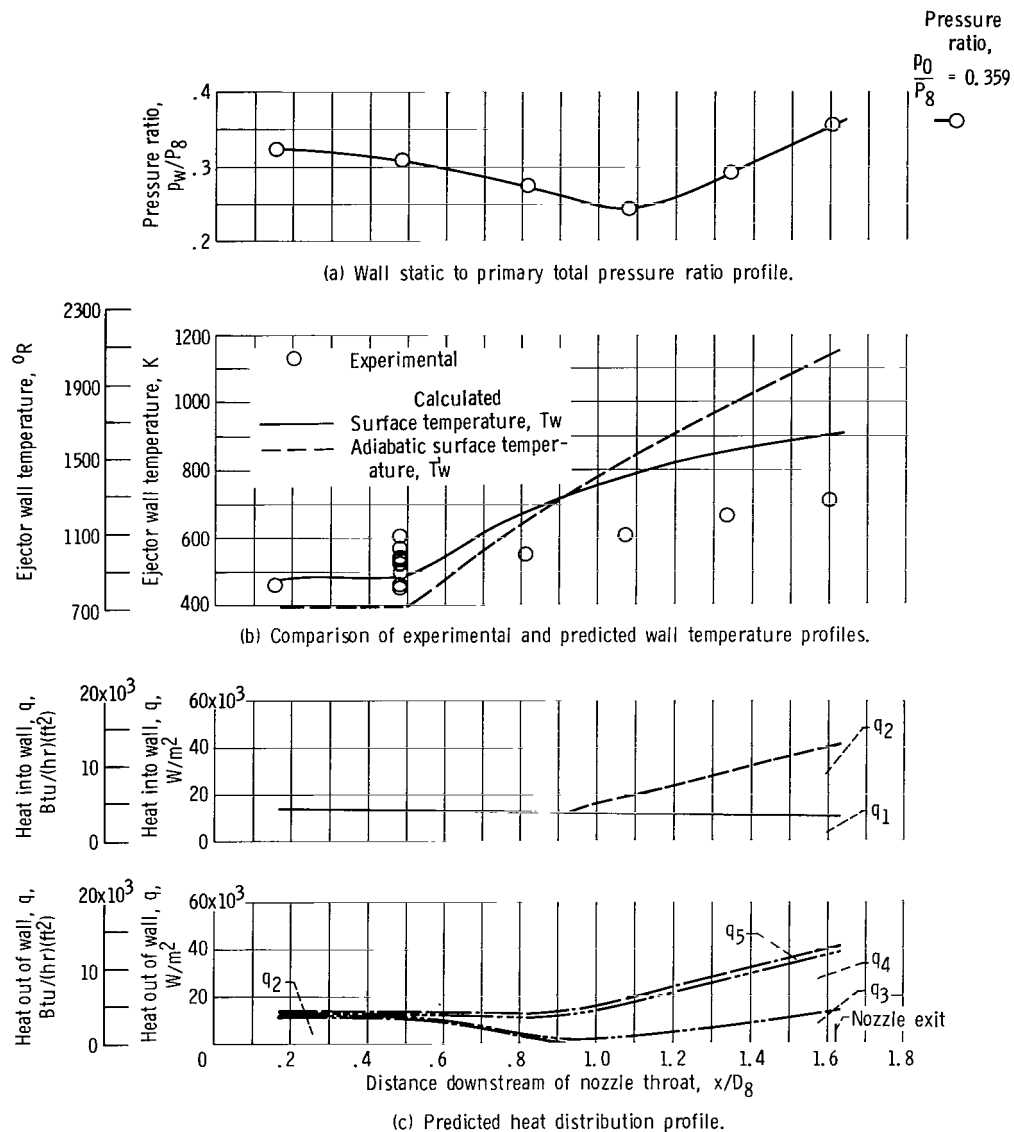 Pressure
ratio,
p0/P8 = 0.359
Pressure ratio,
pw/P8
.4
.3
.2
(a) Wall static to primary total pressure ratio profile.
Ejector wall temperature, °R
2300
1900
1500
1100
700
Ejector wall temperature, K
1200
1000
800
600
400
Experimental
Calculated
Surface temperature, Tw
Adiabatic surface temper-
ature, T̄w
(b) Comparison of experimental and predicted wall temperature profiles.
Heat into wall, q,
Btu/(hr)(ft2)
20x10^3
10
0
Heat into wall, q,
W/m2
60x10^3
40
20
0
q2
q1
Heat out of wall, q,
Btu/(hr)(ft2)
20x10^3
10
0
Heat out of wall, q,
W/m2
60x10^3
40
20
q2
q5
q4
q3
Nozzle exit
0 .2 .4 .6 .8 1.0 1.2 1.4 1.6 1.8
Distance downstream of nozzle throat, x/D8
(c) Predicted heat distribution profile.